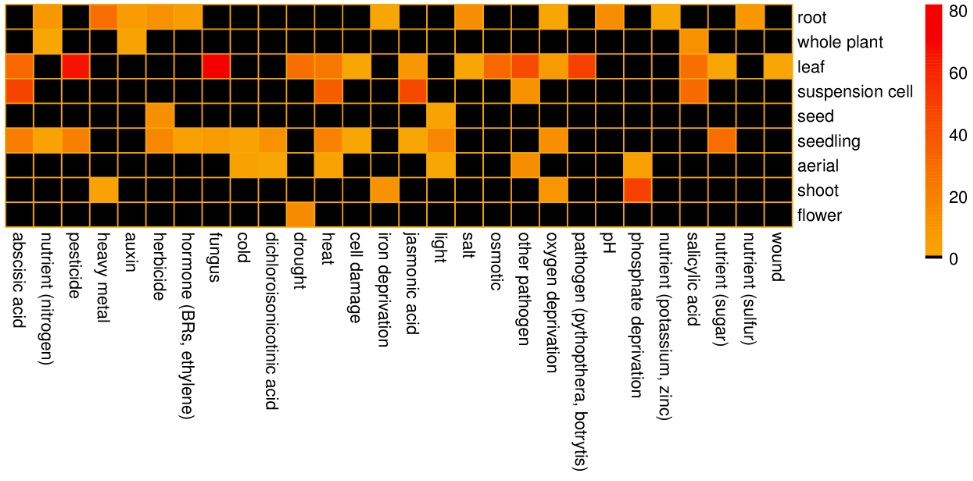 root
whole plant
leaf
suspension cell
seed
seedling
aerial
shoot
flower
80
60
40
20
0
abscisic acid
nutrient (nitrogen)
pesticide
heavy metal
auxin
herbicide
hormone (BRs, ethylene)
fungus
cold
dichloroisonicotinic acid
drought
heat
cell damage
iron deprivation
jasmonic acid
light
salt
osmotic
other pathogen
oxygen deprivation
pathogen (pythopthera, botrytis)
pH
phosphate deprivation
nutrient (potassium, zinc)
salicylic acid
nutrient (sugar)
nutrient (sulfur)
wound